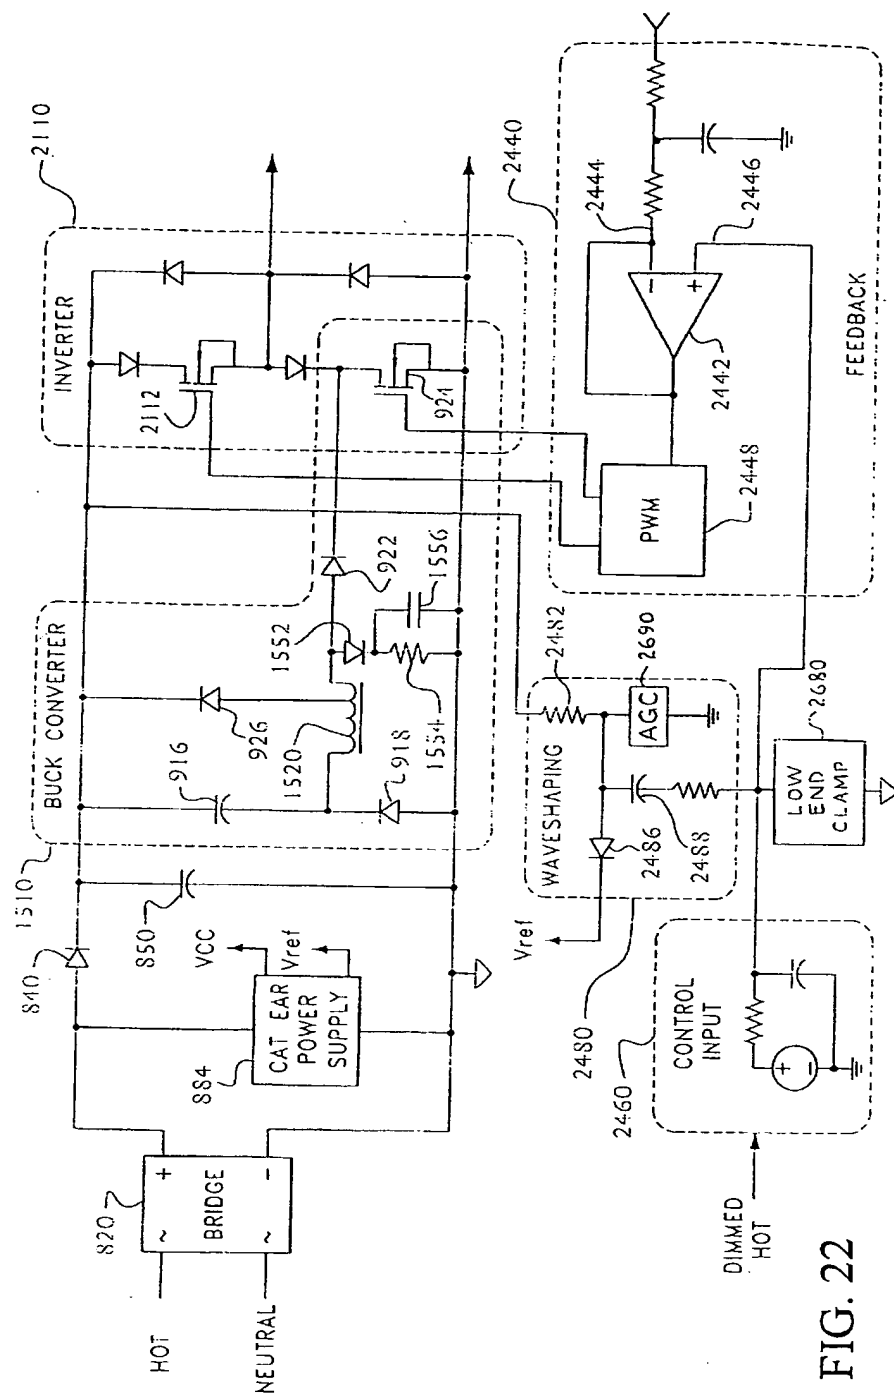 HOT
NEUTRAL
820
~ +
BRIDGE
~ −
840
884
CAT EAR
POWER
SUPPLY
VCC
Vref
850
1510
BUCK CONVERTER
916
926
1520
918
1552
922
1554
1556
INVERTER
2110
2112
924
DIMMED
HOT
2460
CONTROL
INPUT
+
−
2480
Vref
WAVESHAPING
2482
2486
2488
AGC
2690
LOW
END
CLAMP
2680
2440
FEEDBACK
PWM
2448
2442
2444
2446
−
+
FIG. 22